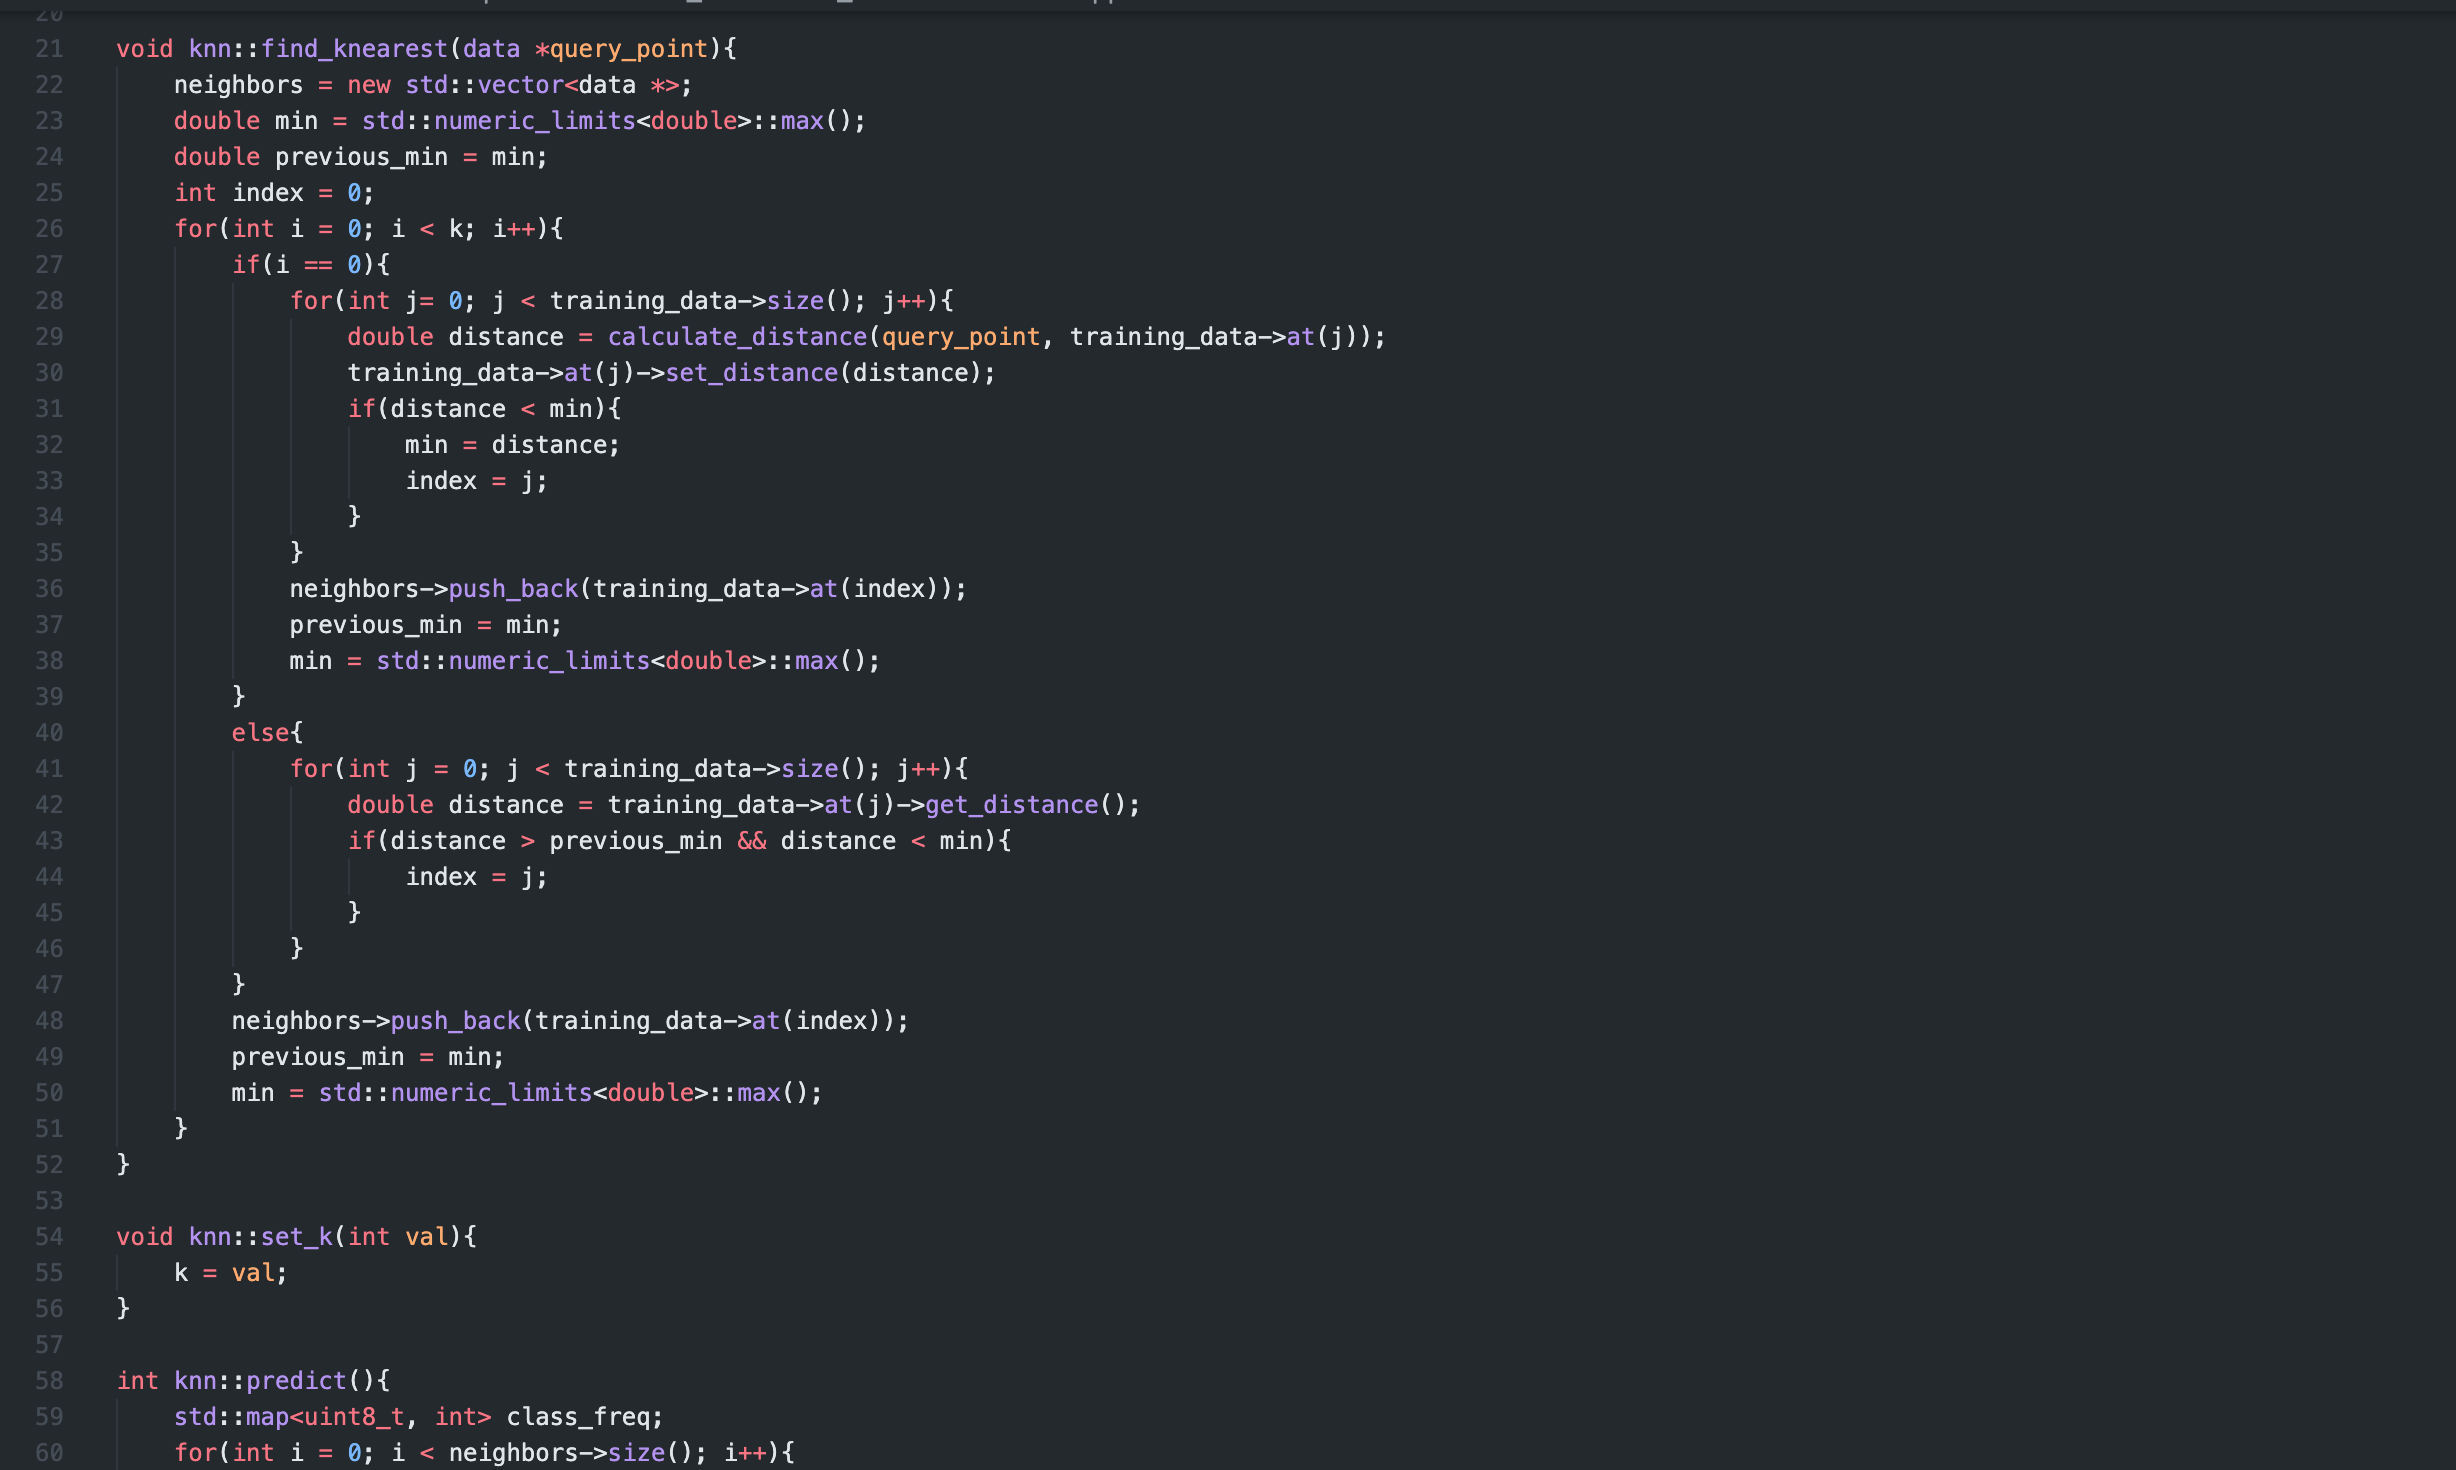 20
21 void knn::find_knearest(data *query_point){
22     neighbors = new std::vector<data *>;
23     double min = std::numeric_limits<double>::max();
24     double previous_min = min;
25     int index = 0;
26     for(int i = 0; i < k; i++){
27         if(i == 0){
28             for(int j= 0; j < training_data->size(); j++){
29                 double distance = calculate_distance(query_point, training_data->at(j));
30                 training_data->at(j)->set_distance(distance);
31                 if(distance < min){
32                     min = distance;
33                     index = j;
34                 }
35             }
36             neighbors->push_back(training_data->at(index));
37             previous_min = min;
38             min = std::numeric_limits<double>::max();
39         }
40         else{
41             for(int j = 0; j < training_data->size(); j++){
42                 double distance = training_data->at(j)->get_distance();
43                 if(distance > previous_min && distance < min){
44                     index = j;
45                 }
46             }
47         }
48         neighbors->push_back(training_data->at(index));
49         previous_min = min;
50         min = std::numeric_limits<double>::max();
51     }
52 }
53
54 void knn::set_k(int val){
55     k = val;
56 }
57
58 int knn::predict(){
59     std::map<uint8_t, int> class_freq;
60     for(int i = 0; i < neighbors->size(); i++){